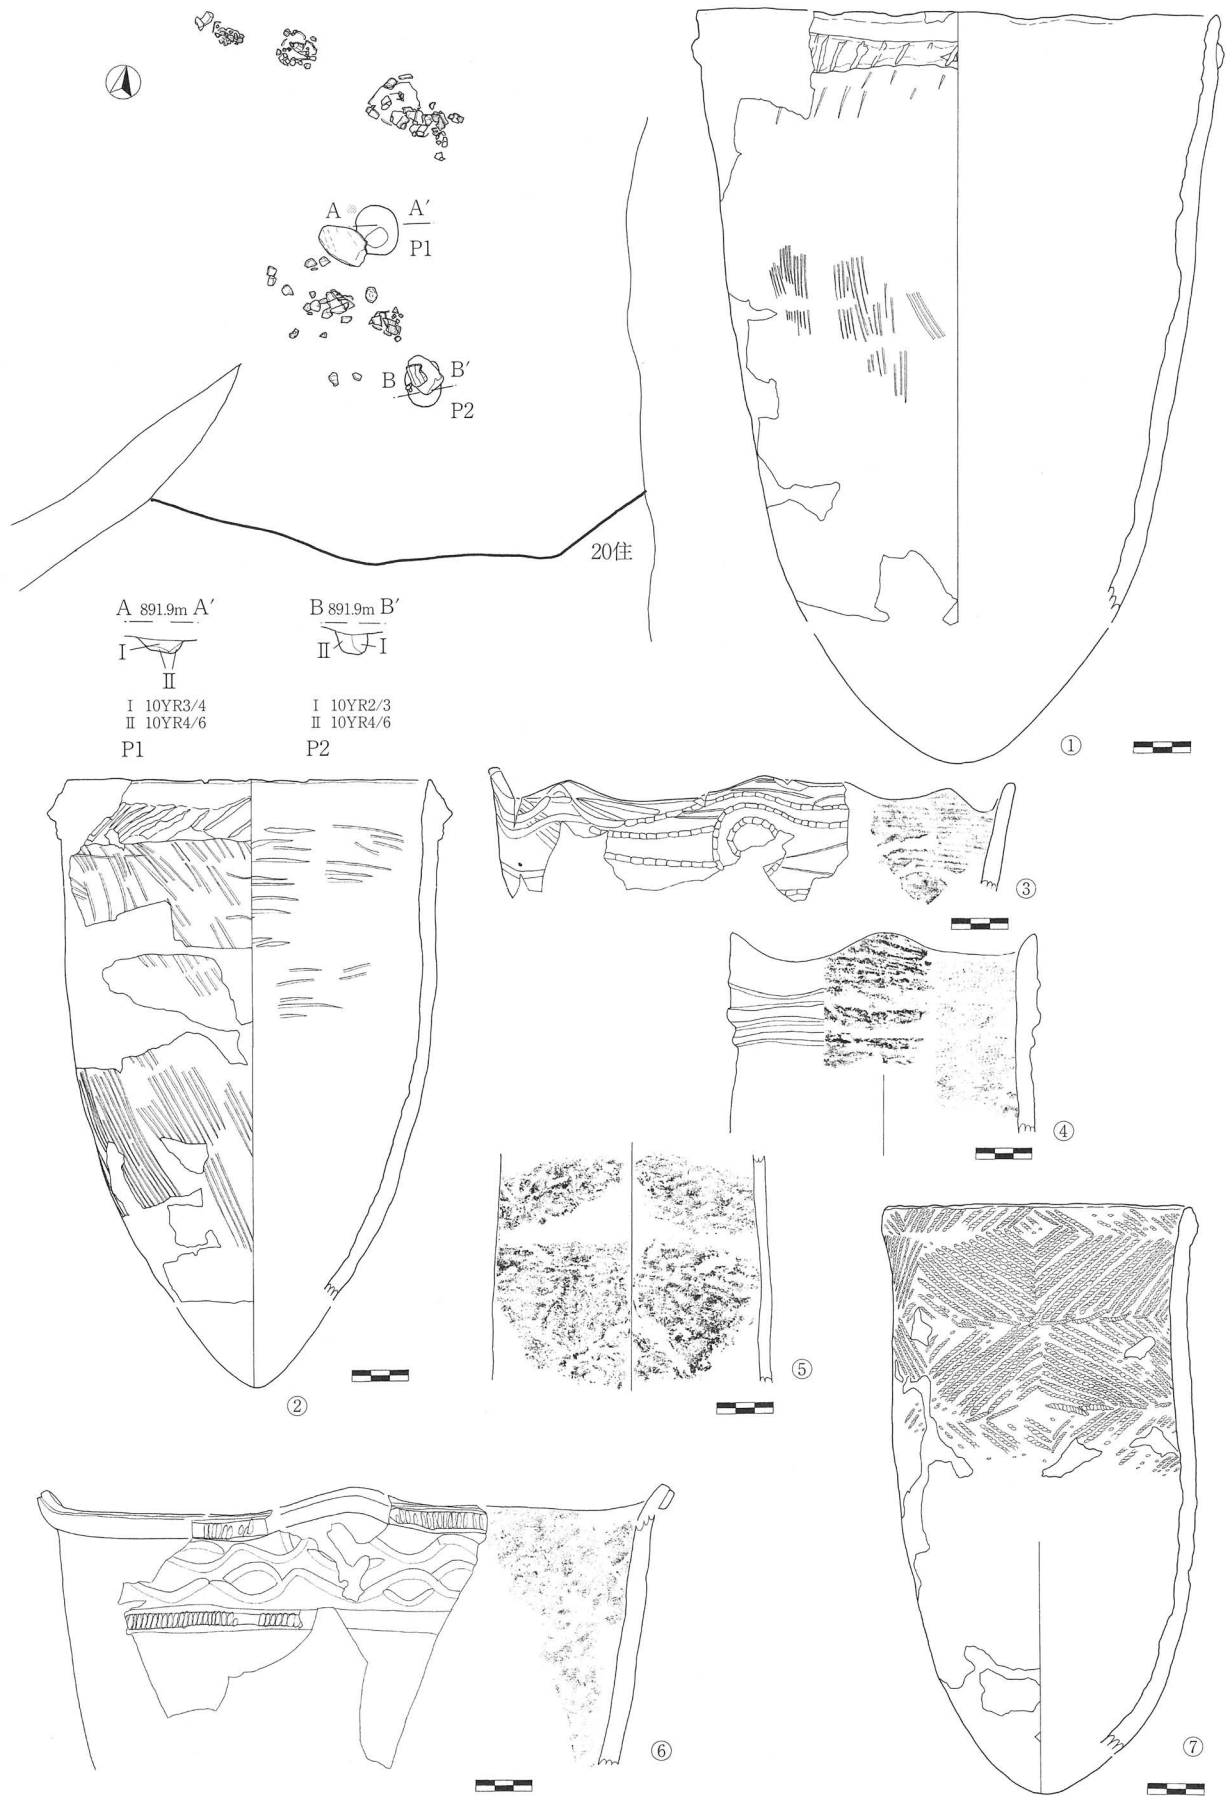 A A′
P1
B B′
P2
20住
A 891.9m A′
I
II
I 10YR3/4
II 10YR4/6
P1
B 891.9m B′
II I
I 10YR2/3
II 10YR4/6
P2
①
②
③
④
⑤
⑥
⑦